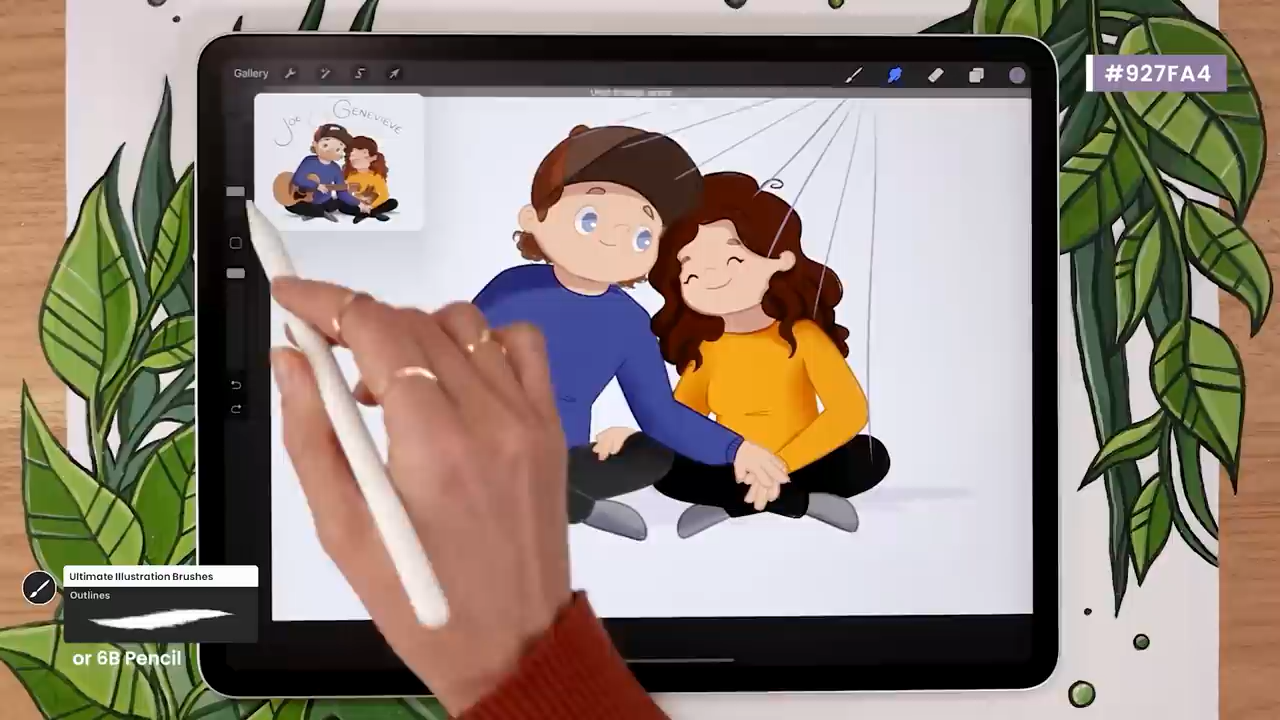 #927FA4
Gallery
Joe & Genevieve
Ultimate Illustration Brushes
Outlines
or 6B Pencil